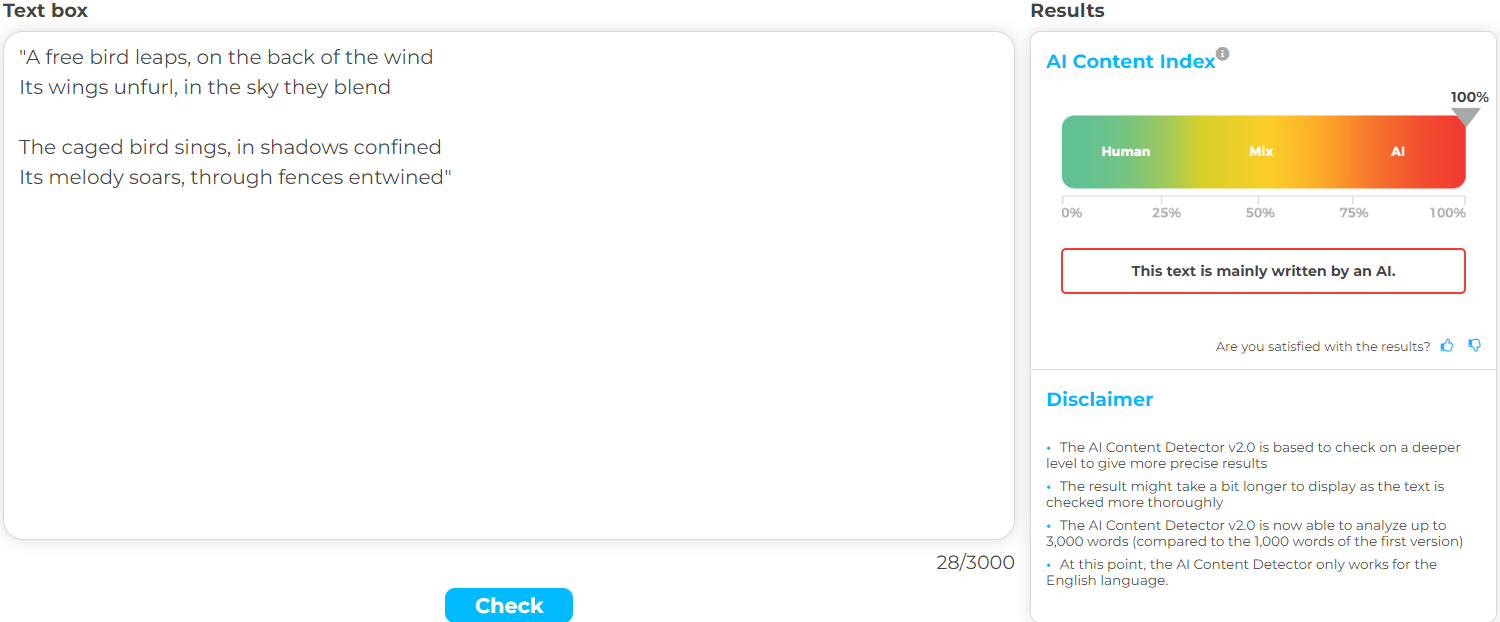 Text box
"A free bird leaps, on the back of the wind
Its wings unfurl, in the sky they blend
The caged bird sings, in shadows confined
Its melody soars, through fences entwined"
28/3000
Check
Results
AI Content Index i
100%
Human Mix AI
0% 25% 50% 75% 100%
This text is mainly written by an AI.
Are you satisfied with the results?
Disclaimer
• The AI Content Detector v2.0 is based to check on a deeper
level to give more precise results
• The result might take a bit longer to display as the text is
checked more thoroughly
• The AI Content Detector v2.0 is now able to analyze up to
3,000 words (compared to the 1,000 words of the first version)
• At this point, the AI Content Detector only works for the
English language.